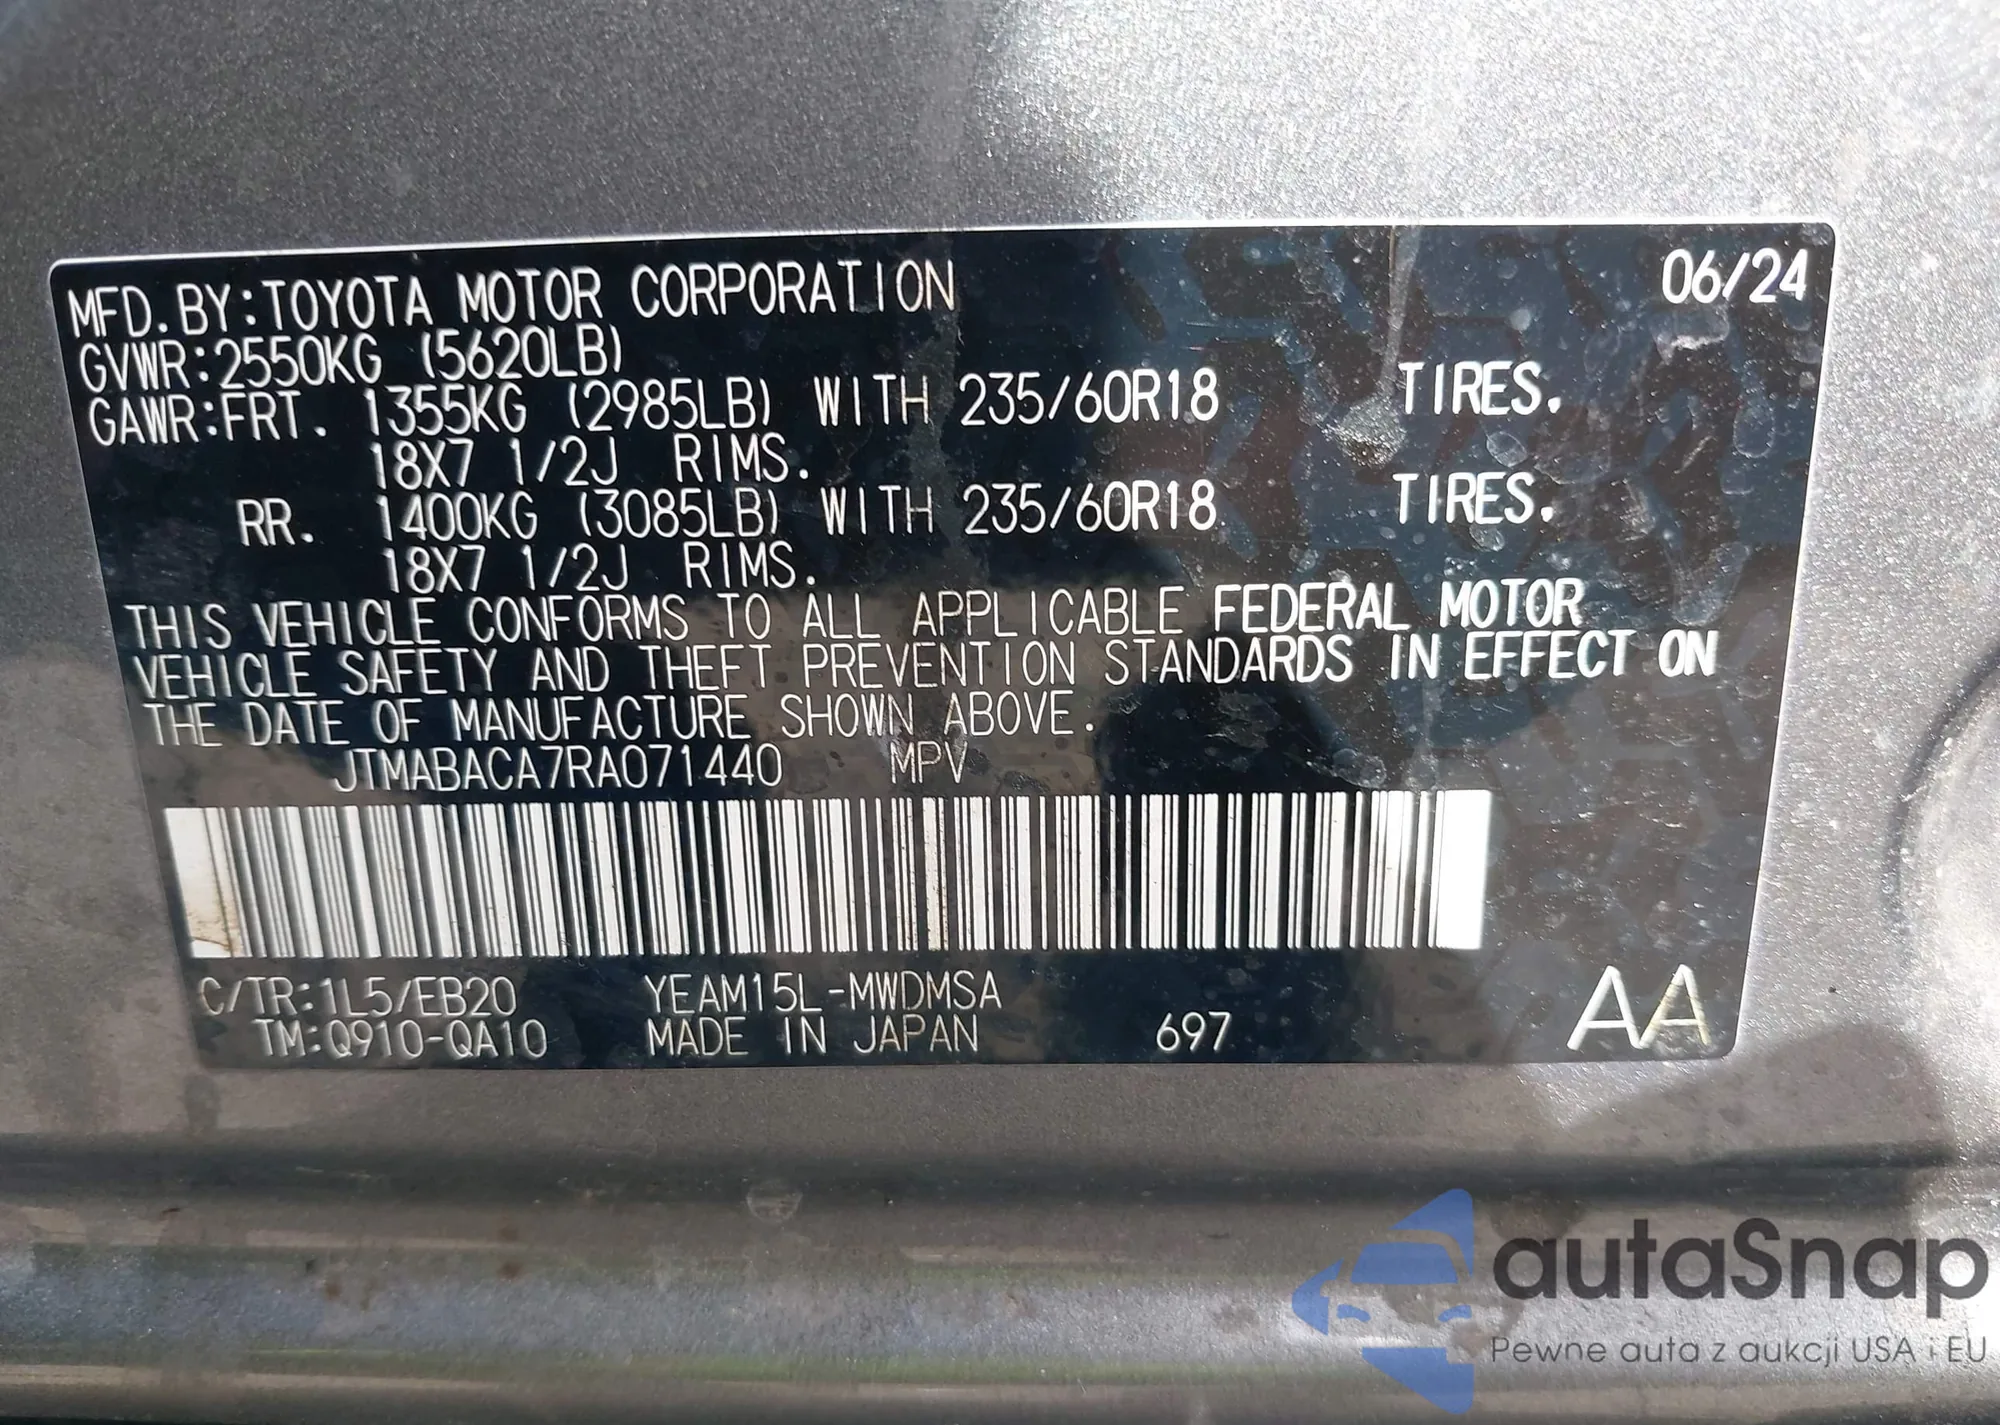 MFD.BY:TOYOTA MOTOR CORPORATION 06/24
GVWR:2550KG (5620LB)
GAWR:FRT. 1355KG (2985LB) WITH 235/60R18 TIRES.
18X7 1/2J RIMS.
RR. 1400KG (3085LB) WITH 235/60R18 TIRES.
18X7 1/2J RIMS.
THIS VEHICLE CONFORMS TO ALL APPLICABLE FEDERAL MOTOR
VEHICLE SAFETY AND THEFT PREVENTION STANDARDS IN EFFECT ON
THE DATE OF MANUFACTURE SHOWN ABOVE.
JTMABACA7RA071440 MPV
C/TR:1L5/EB20 YEAM15L-MWDMSA AA
TM:Q910-QA10 MADE IN JAPAN 697
autaSnap
Pewne auta z aukcji USA i EU